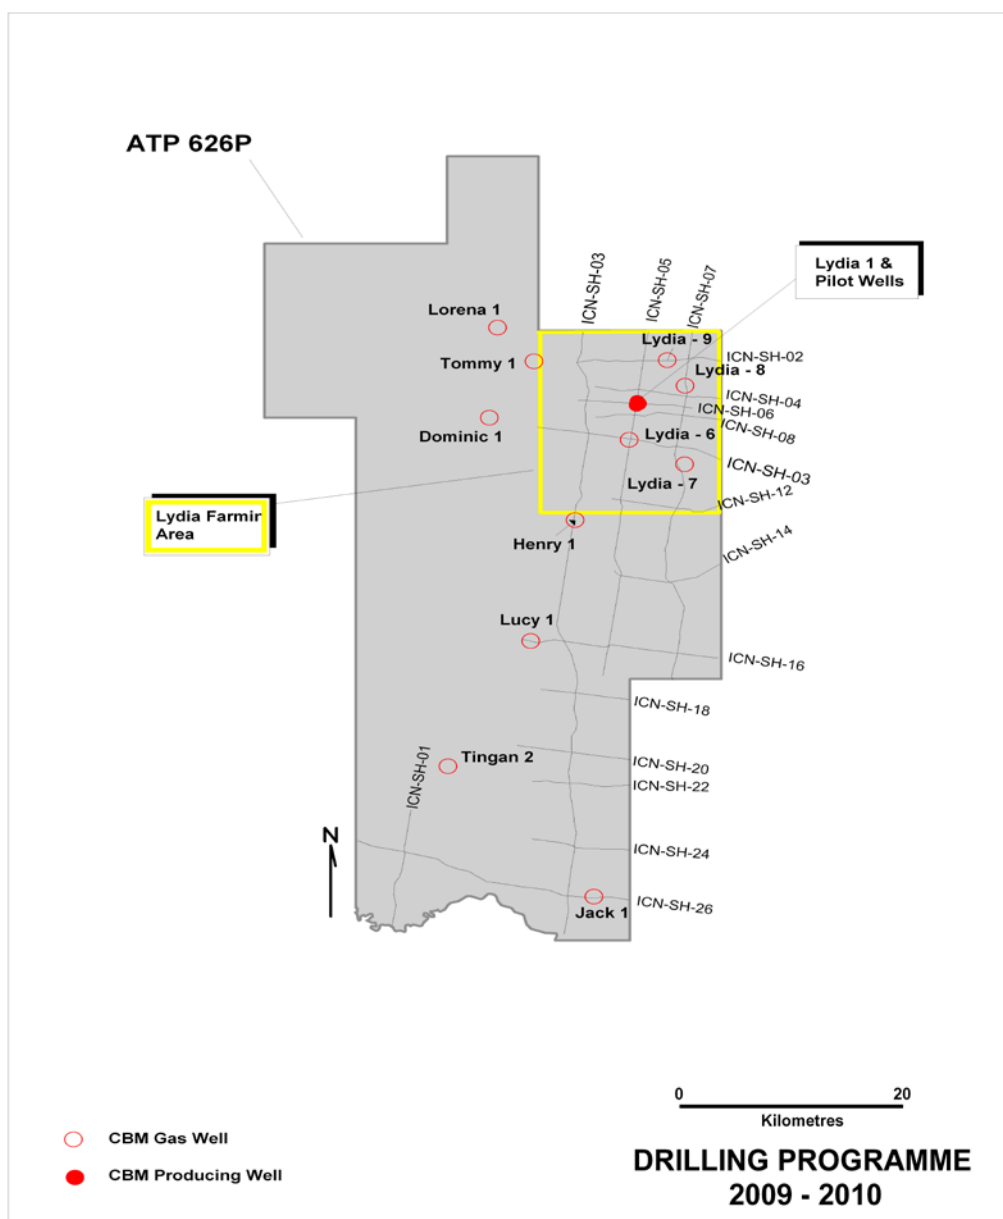 ATP 626P
Lydia 1 &
Pilot Wells
ICN-SH-03
ICN-SH-05
ICN-SH-07
Lorena 1
Tommy 1
Dominic 1
Lydia - 9
ICN-SH-02
Lydia - 8
ICN-SH-04
ICN-SH-06
ICN-SH-08
Lydia - 6
ICN-SH-03
Lydia - 7
ICN-SH-12
Lydia Farmin
Area
Henry 1
ICN-SH-14
Lucy 1
ICN-SH-16
ICN-SH-18
Tingan 2
ICN-SH-01
ICN-SH-20
ICN-SH-22
N
ICN-SH-24
ICN-SH-26
Jack 1
0 20
Kilometres
CBM Gas Well
CBM Producing Well
DRILLING PROGRAMME
2009 - 2010